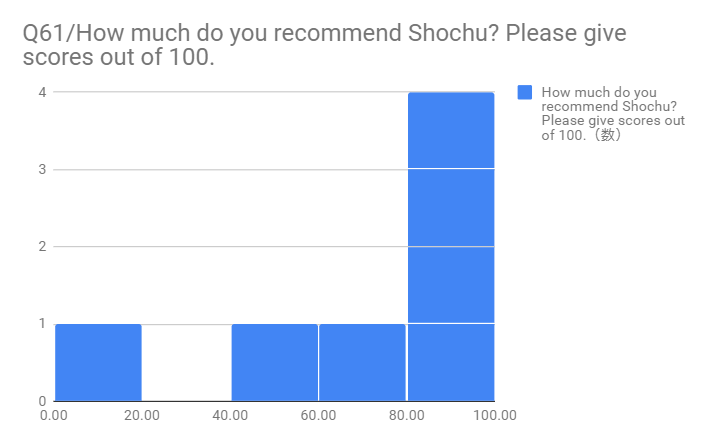 Q61/How much do you recommend Shochu? Please give
scores out of 100.
How much do you
recommend Shochu?
Please give scores out
of 100.（数）
4
3
2
1
0
0.00 20.00 40.00 60.00 80.00 100.00